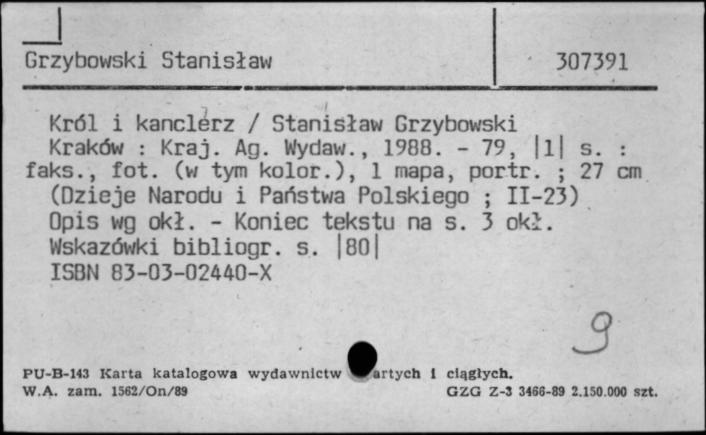 Grzybowski Stanisław 307391
Król i kanclerz / Stanisław Grzybowski
Kraków : Kraj. Ag. Wydaw., 1988. - 79, |1| s. :
faks., fot. (w tym kolor.), 1 mapa, portr. ; 27 cm
(Dzieje Narodu i Państwa Polskiego ; II-23)
Opis wg okł. - Koniec tekstu na s. 3 okł.
Wskazówki bibliogr. s. |80|
ISBN 83-03-02440-X
9
PU-B-143 Karta katalogowa wydawnictw artych i ciągłych.
W.A. zam. 1562/On/89 GZG Z-3 3466-89 2.150.000 szt.